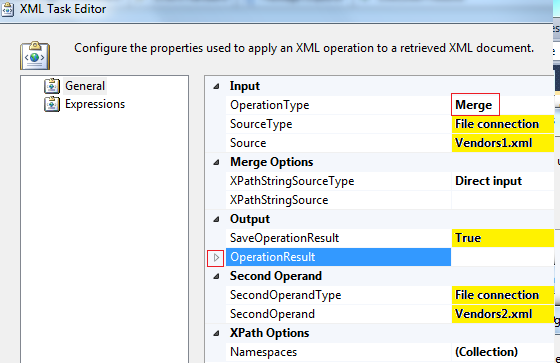 XML Task Editor
Configure the properties used to apply an XML operation to a retrieved XML document.
General
Expressions
Input
OperationType Merge
SourceType File connection
Source Vendors1.xml
Merge Options
XPathStringSourceType Direct input
XPathStringSource
Output
SaveOperationResult True
OperationResult
Second Operand
SecondOperandType File connection
SecondOperand Vendors2.xml
XPath Options
Namespaces (Collection)